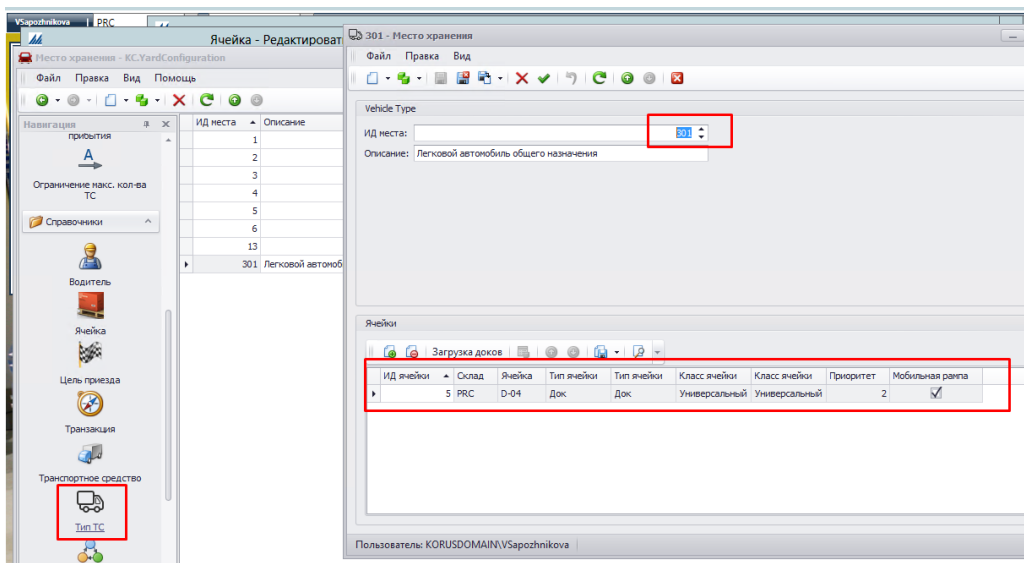 VSapozhnikova | PRC
Ячейка - Редактироват
Место хранения - KC.YardConfiguration
Файл Правка Вид Помощь
Навигация
прибытия
Ограничение макс. кол-ва
ТС
Справочники
Водитель
Ячейка
Цель приезда
Транзакция
Транспортное средство
Тип ТС
ИД места Описание
1
2
3
4
5
6
13
301 Легковой автомоб
301 - Место хранения
Файл Правка Вид
Vehicle Type
ИД места: 301
Описание: Легковой автомобиль общего назначения
Ячейки
Загрузка доков
ИД ячейки Склад Ячейка Тип ячейки Тип ячейки Класс ячейки Класс ячейки Приоритет Мобильная рампа
5 PRC D-04 Док Док Универсальный Универсальный 2
Пользователь: KORUSDOMAIN\VSapozhnikova